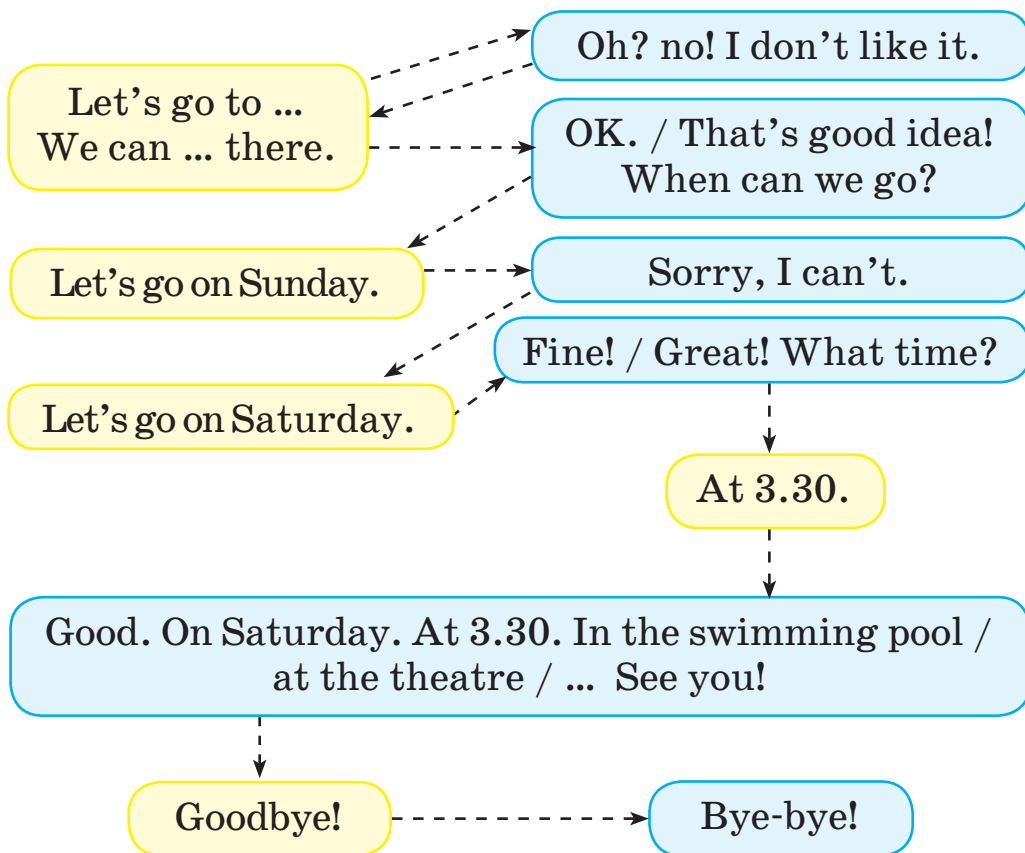 Oh? no! I don't like it.
Let's go to ...
We can ... there.
OK. / That's good idea!
When can we go?
Let's go on Sunday.
Sorry, I can't.
Fine! / Great! What time?
Let's go on Saturday.
At 3.30.
Good. On Saturday. At 3.30. In the swimming pool /
at the theatre / ... See you!
Goodbye!
Bye-bye!